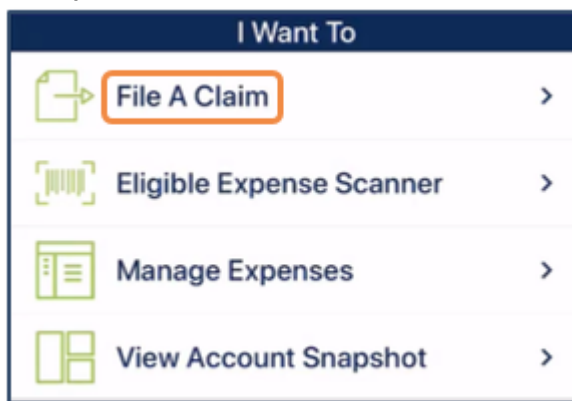 I Want To
File A Claim
Eligible Expense Scanner
Manage Expenses
View Account Snapshot